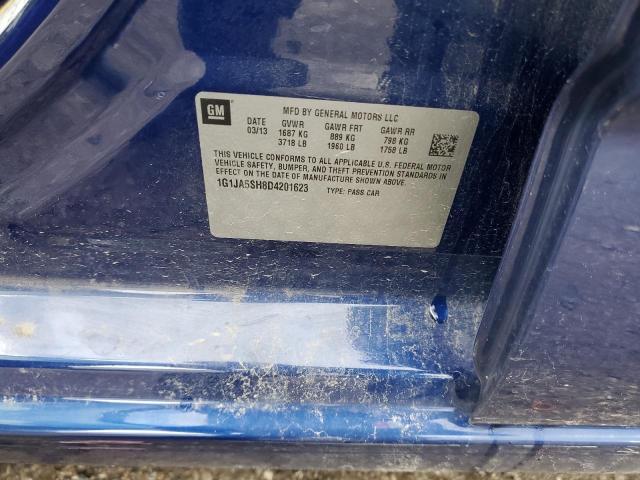 GM
MFD BY GENERAL MOTORS LLC
DATE GVWR GAWR FRT GAWR RR
03/13 1687 KG 889 KG 798 KG
3718 LB 1960 LB 1758 LB
THIS VEHICLE CONFORMS TO ALL APPLICABLE U.S. FEDERAL MOTOR
VEHICLE SAFETY, BUMPER, AND THEFT PREVENTION STANDARDS IN
EFFECT ON THE DATE OF MANUFACTURE SHOWN ABOVE.
1G1JA5SH8D4201623 TYPE: PASS CAR